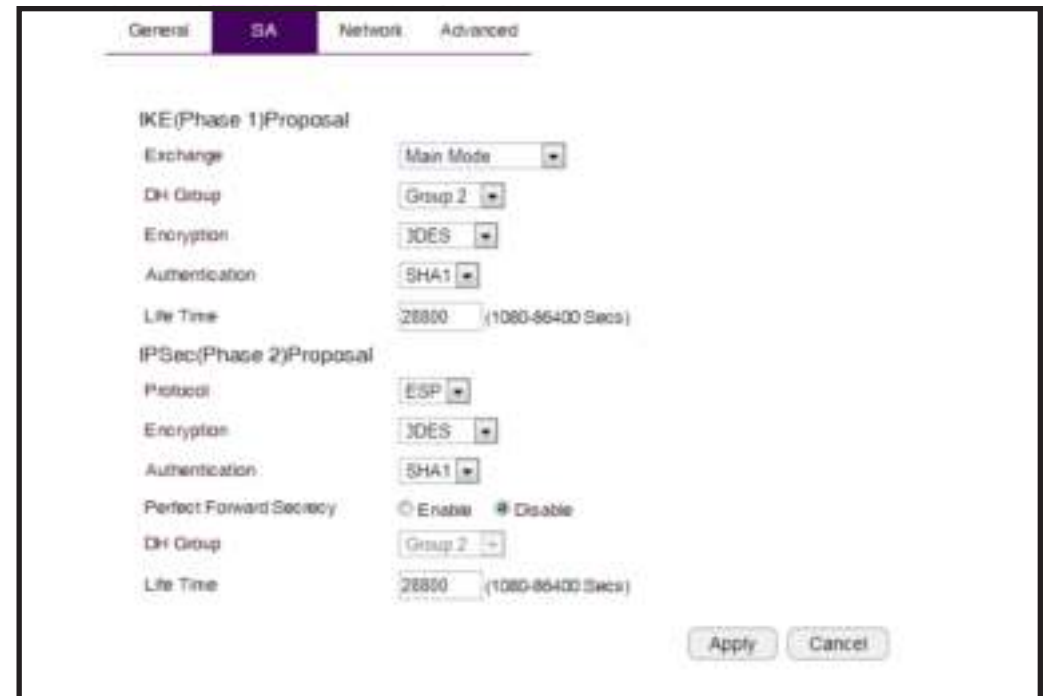 General SA Network Advanced
IKE(Phase 1)Proposal
Exchange Main Mode
DH Group Group 2
Encryption 3DES
Authentication SHA1
Life Time 28800 (1080-86400 Secs)
IPSec(Phase 2)Proposal
Protocol ESP
Encryption 3DES
Authentication SHA1
Perfect Forward Secrecy Enable Disable
DH Group Group 2
Life Time 28800 (1080-86400 Secs)
Apply Cancel